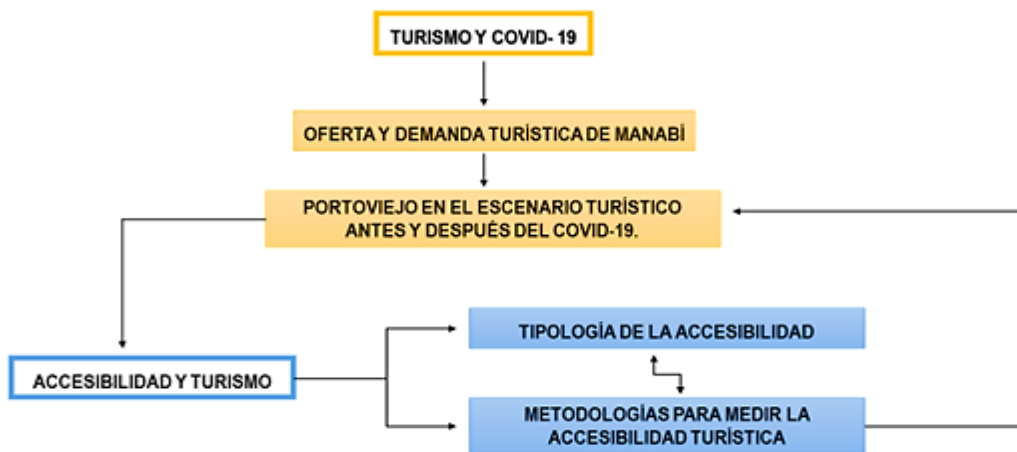 TURISMO Y COVID- 19
OFERTA Y DEMANDA TURÍSTICA DE MANABÍ
PORTOVIEJO EN EL ESCENARIO TURÍSTICO
ANTES Y DESPUÉS DEL COVID-19.
TIPOLOGÍA DE LA ACCESIBILIDAD
ACCESIBILIDAD Y TURISMO
METODOLOGÍAS PARA MEDIR LA
ACCESIBILIDAD TURÍSTICA